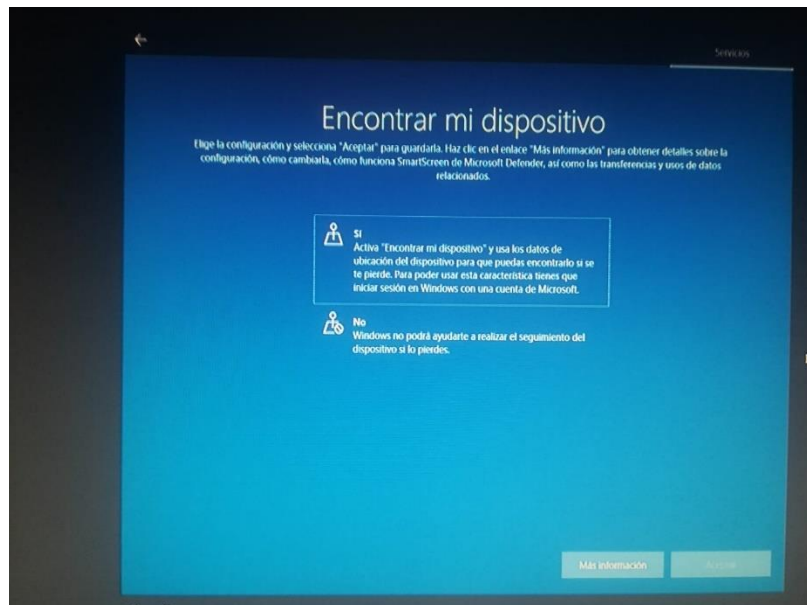 Servicios
Encontrar mi dispositivo
Elige la configuración y selecciona "Aceptar" para guardarla. Haz clic en el enlace "Más información" para obtener detalles sobre la
configuración, cómo cambiarla, cómo funciona SmartScreen de Microsoft Defender, así como las transferencias y usos de datos
relacionados.
Sí
Activa "Encontrar mi dispositivo" y usa los datos de
ubicación del dispositivo para que puedas encontrarlo si se
te pierde. Para poder usar esta característica tienes que
iniciar sesión en Windows con una cuenta de Microsoft.
No
Windows no podrá ayudarte a realizar el seguimiento del
dispositivo si lo pierdes.
Más información
Aceptar